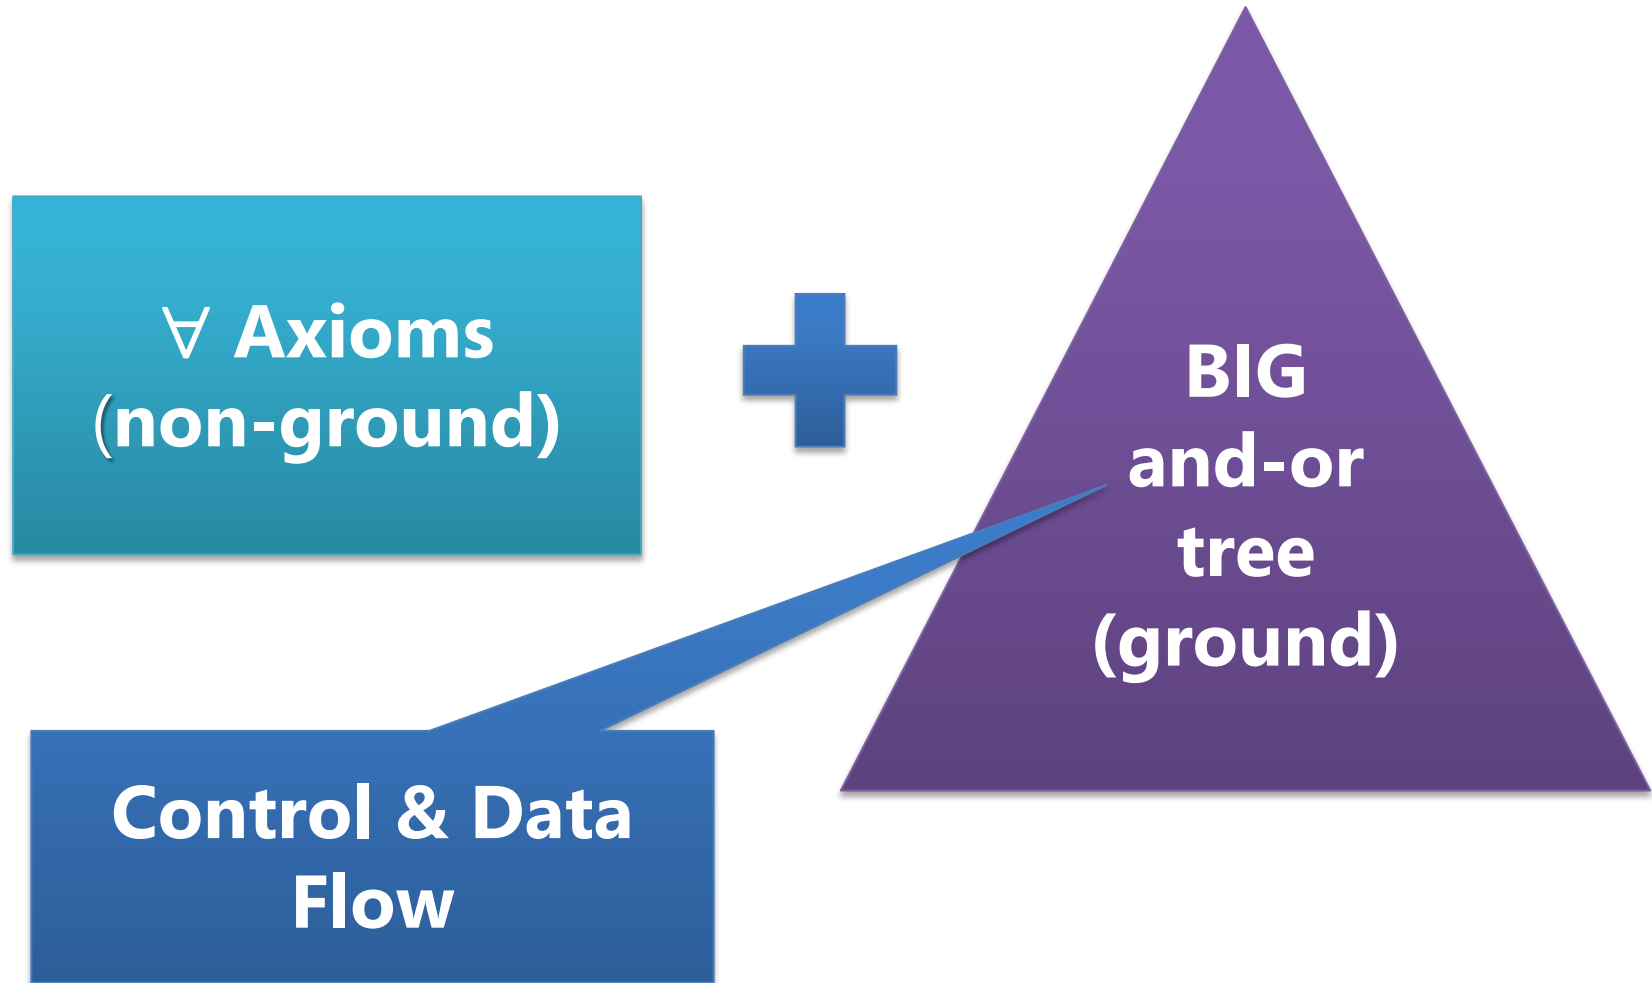 ∀ Axioms
(non-ground)
BIG
and-or
tree
(ground)
Control & Data
Flow